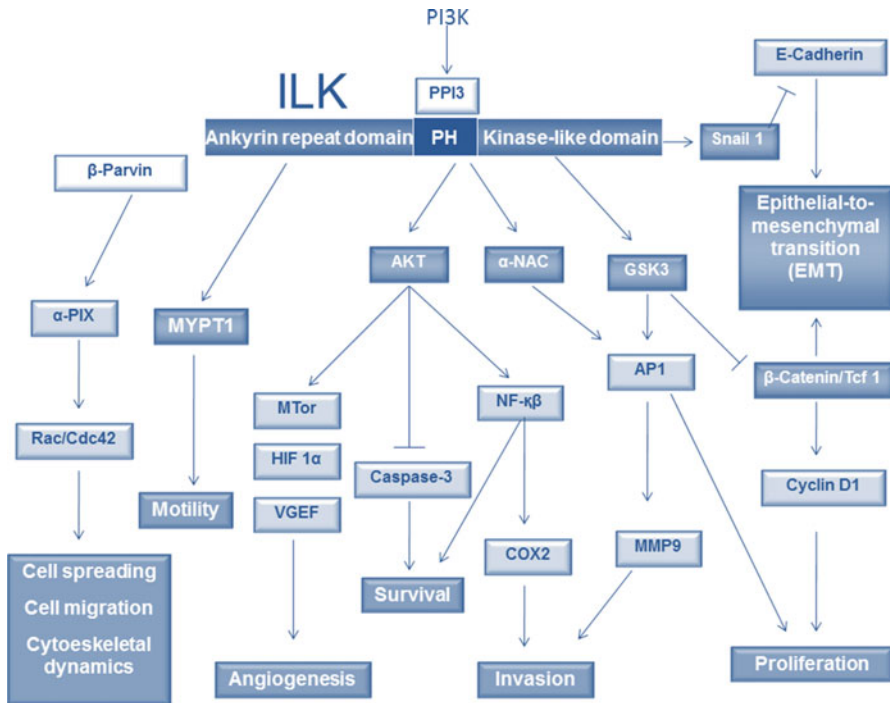 PI3K
E-Cadherin
ILK
PPI3
Ankyrin repeat domain
PH
Kinase-like domain
Snail 1
β-Parvin
Epithelial-to-
mesenchymal
transition
(EMT)
AKT
α-NAC
GSK3
α-PIX
MYPT1
AP1
β-Catenin/Tcf 1
MTor
NF-κβ
Rac/Cdc42
HIF 1α
Caspase-3
Cyclin D1
Motility
VGEF
COX2
MMP9
Cell spreading
Cell migration
Cytoeskeletal
dynamics
Survival
Angiogenesis
Invasion
Proliferation